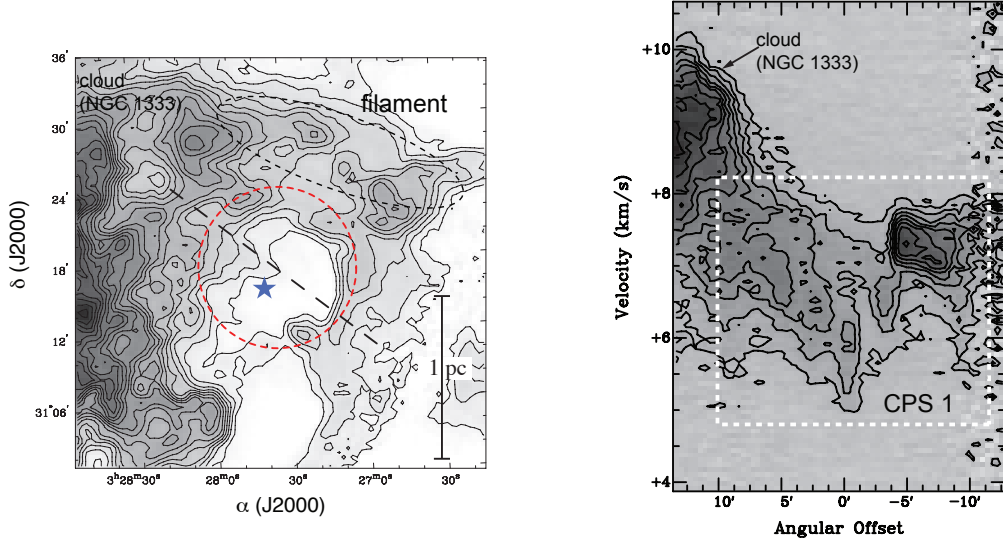 cloud
(NGC 1333)
filament
36'
30'
24'
18'
12'
31°06'
1 pc
3ʰ28ᵐ30ˢ
28ᵐ0ˢ
30ˢ
27ᵐ0ˢ
30ˢ
δ (J2000)
α (J2000)
cloud
(NGC 1333)
+10
+8
+6
+4
CPS 1
10'
5'
0'
-5'
-10'
Velocity (km/s)
Angular Offset